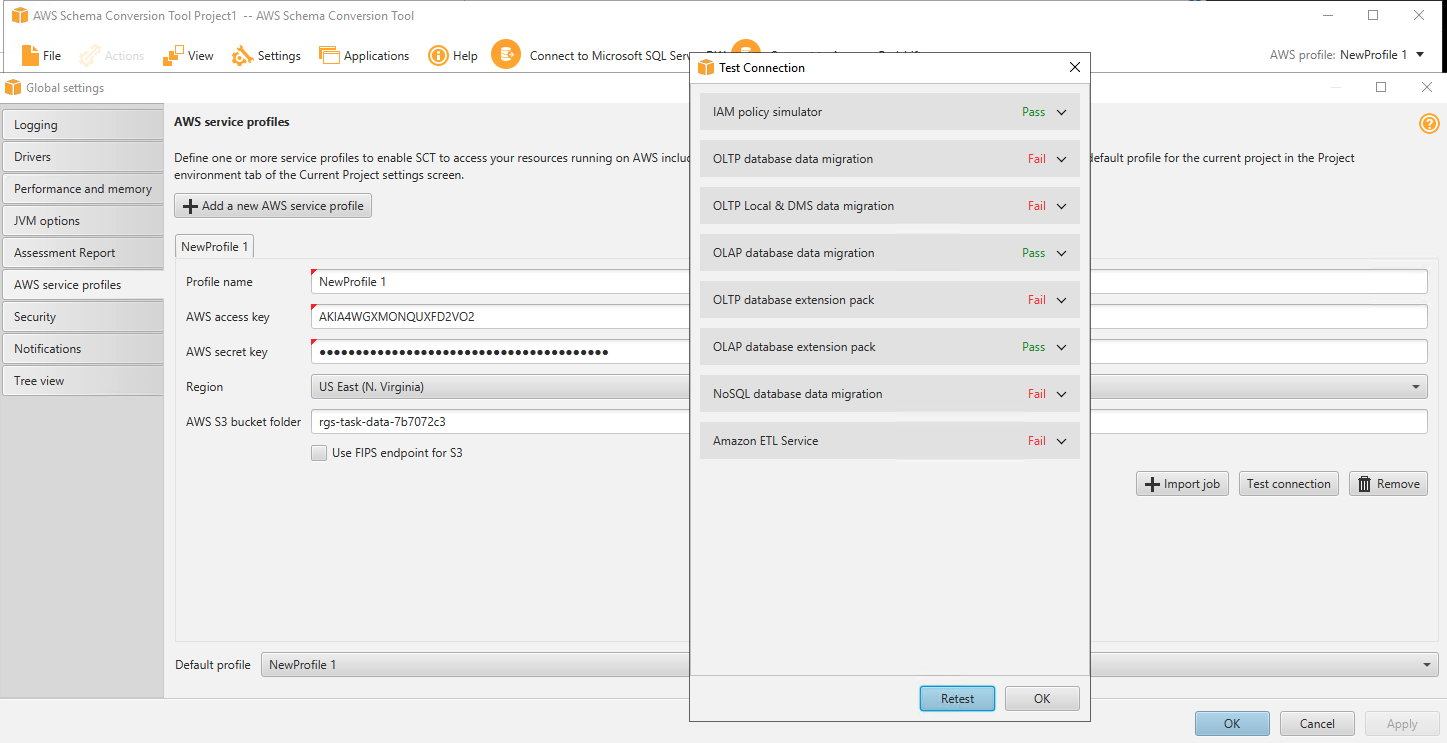 AWS Schema Conversion Tool Project1 -- AWS Schema Conversion Tool
File
Actions
View
Settings
Applications
Help
Connect to Microsoft SQL Serv
AWS profile: NewProfile 1
Global settings
Logging
Drivers
Performance and memory
JVM options
Assessment Report
AWS service profiles
Security
Notifications
Tree view
AWS service profiles
Define one or more service profiles to enable SCT to access your resources running on AWS inclu
default profile for the current project in the Project
environment tab of the Current Project settings screen.
Add a new AWS service profile
NewProfile 1
Profile name
NewProfile 1
AWS access key
AKIA4WGXMONQUXFD2VO2
AWS secret key
●●●●●●●●●●●●●●●●●●●●●●●●●●●●●●●●●●●●●●●●
Region
US East (N. Virginia)
AWS S3 bucket folder
rgs-task-data-7b7072c3
Use FIPS endpoint for S3
Import job
Test connection
Remove
Default profile
NewProfile 1
OK
Cancel
Apply
Test Connection
IAM policy simulator Pass
OLTP database data migration Fail
OLTP Local & DMS data migration Fail
OLAP database data migration Pass
OLTP database extension pack Fail
OLAP database extension pack Pass
NoSQL database data migration Fail
Amazon ETL Service Fail
Retest
OK